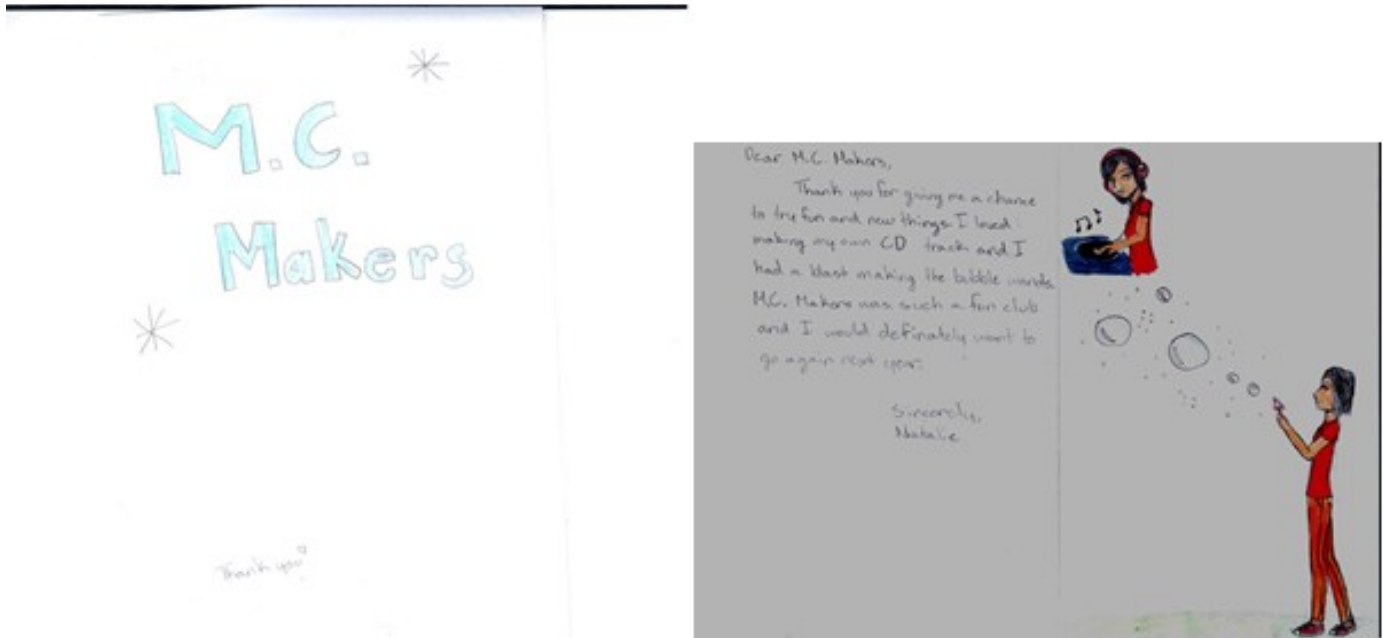 M.C.
Makers
Thank you
Dear M.C. Makers,
Thank you for giving me a chance
to try fun and new things. I loved
making my own CD track and I
had a blast making the bubble wands.
M.C. Makers was such a fun club
and I would definately want to
go again next year.
Sincerely,
Natalie